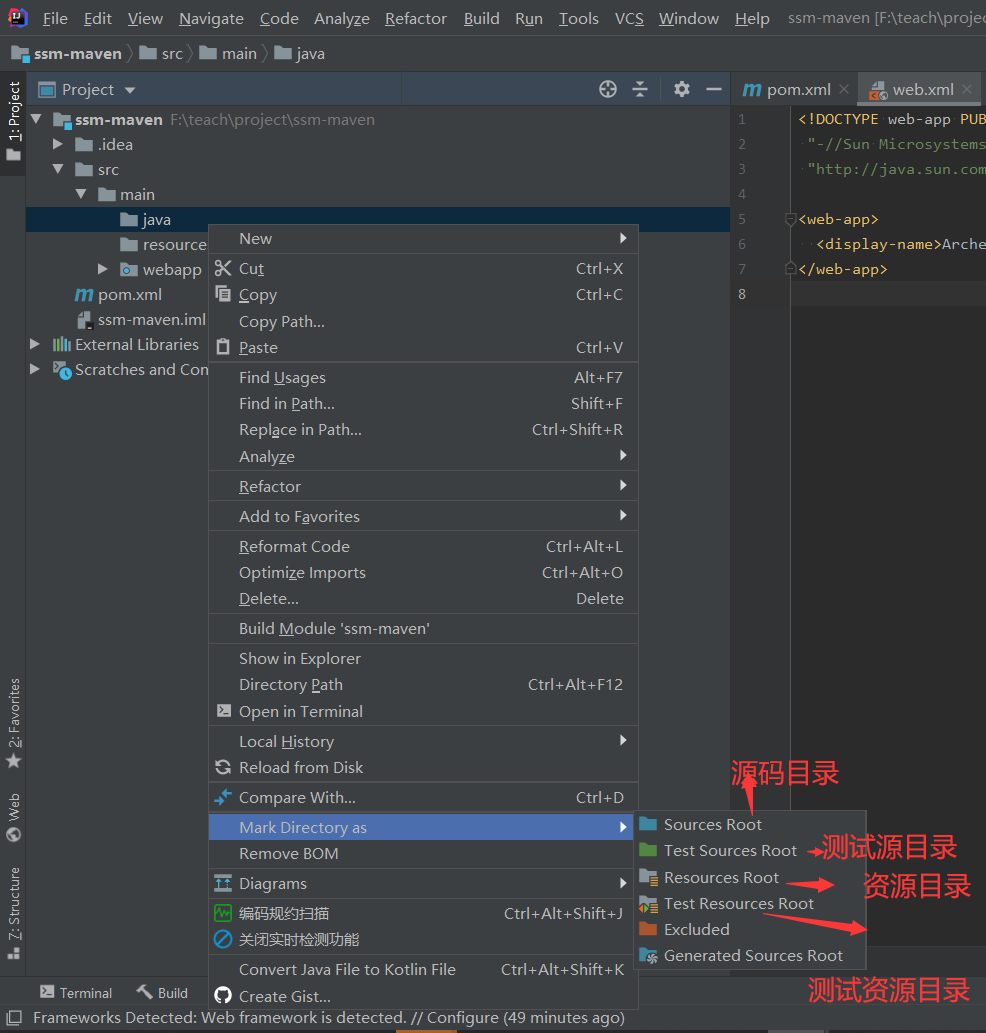 File Edit View Navigate Code Analyze Refactor Build Run Tools VCS Window Help ssm-maven [F:\teach\projec
ssm-maven src main java
1: Project
Project
pom.xml web.xml
ssm-maven F:\teach\project\ssm-maven
.idea
src
main
java
resource
webapp
pom.xml
ssm-maven.iml
External Libraries
Scratches and Con
1 <!DOCTYPE web-app PUB
2 "-//Sun Microsystems
3 "http://java.sun.com
4
5 <web-app>
6 <display-name>Arche
7 </web-app>
8
New
Cut Ctrl+X
Copy Ctrl+C
Copy Path...
Paste Ctrl+V
Find Usages Alt+F7
Find in Path... Shift+F
Replace in Path... Ctrl+Shift+R
Analyze
Refactor
Add to Favorites
Reformat Code Ctrl+Alt+L
Optimize Imports Ctrl+Alt+O
Delete... Delete
Build Module 'ssm-maven'
Show in Explorer
Directory Path Ctrl+Alt+F12
Open in Terminal
Local History
Reload from Disk
Compare With... Ctrl+D
Mark Directory as
Remove BOM
Diagrams
编码规约扫描 Ctrl+Alt+Shift+J
关闭实时检测功能
Convert Java File to Kotlin File Ctrl+Alt+Shift+K
Create Gist...
源码目录
Sources Root
Test Sources Root 测试源目录
Resources Root 资源目录
Test Resources Root
Excluded
Generated Sources Root
测试资源目录
2: Favorites
Web
7: Structure
Terminal Build
Frameworks Detected: Web framework is detected. // Configure (49 minutes ago)